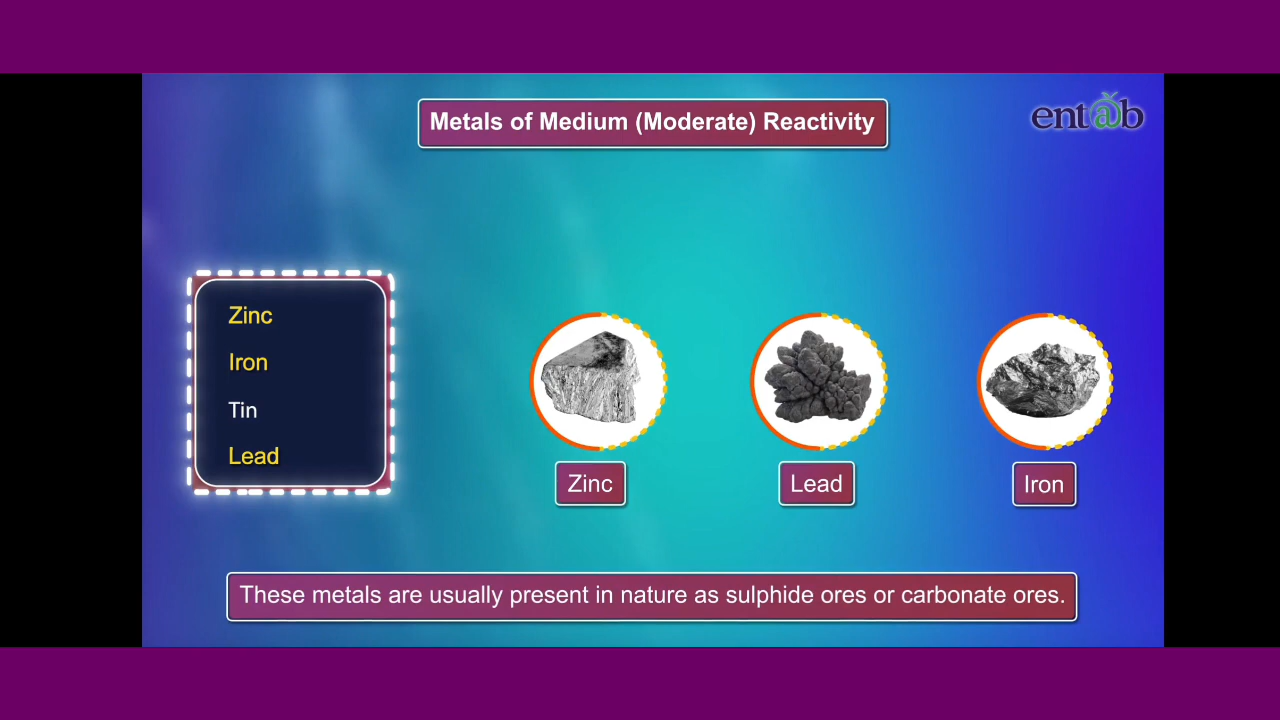 Metals of Medium (Moderate) Reactivity
entab
Zinc
Iron
Tin
Lead
Zinc
Lead
Iron
These metals are usually present in nature as sulphide ores or carbonate ores.